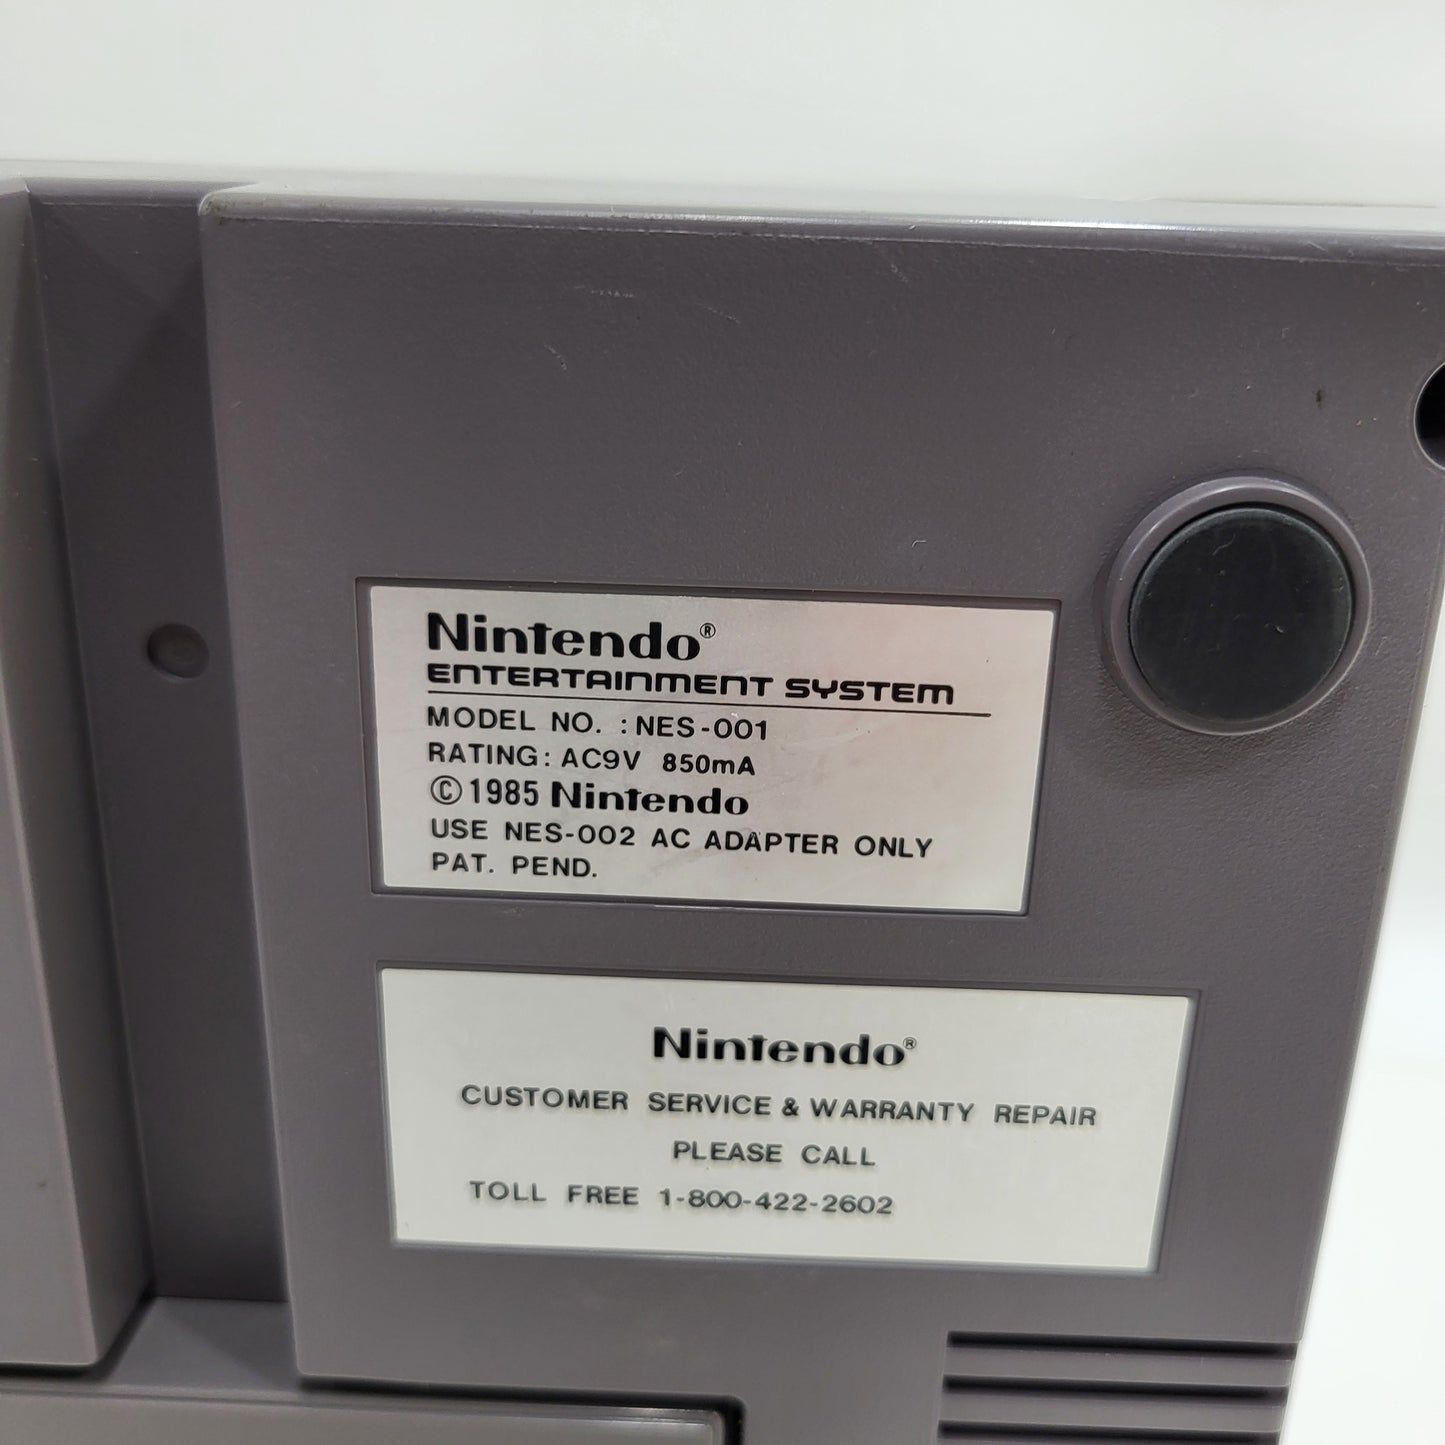 Nintendo®
ENTERTAINMENT SYSTEM
MODEL NO. : NES-001
RATING: AC9V 850mA
©1985 Nintendo
USE NES-002 AC ADAPTER ONLY
PAT. PEND.
Nintendo®
CUSTOMER SERVICE & WARRANTY REPAIR
PLEASE CALL
TOLL FREE 1-800-422-2602